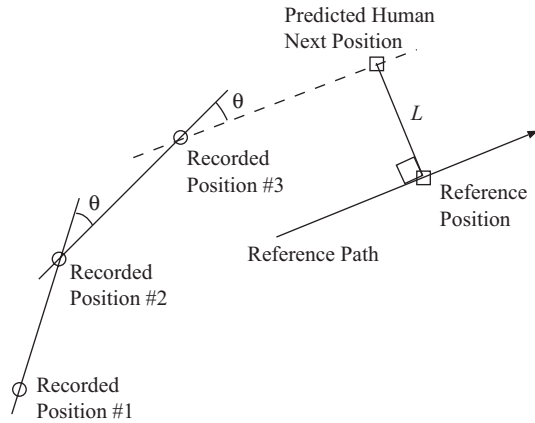 Predicted Human
Next Position
θ
L
Recorded
Position #3
θ
Reference
Position
Reference Path
Recorded
Position #2
Recorded
Position #1